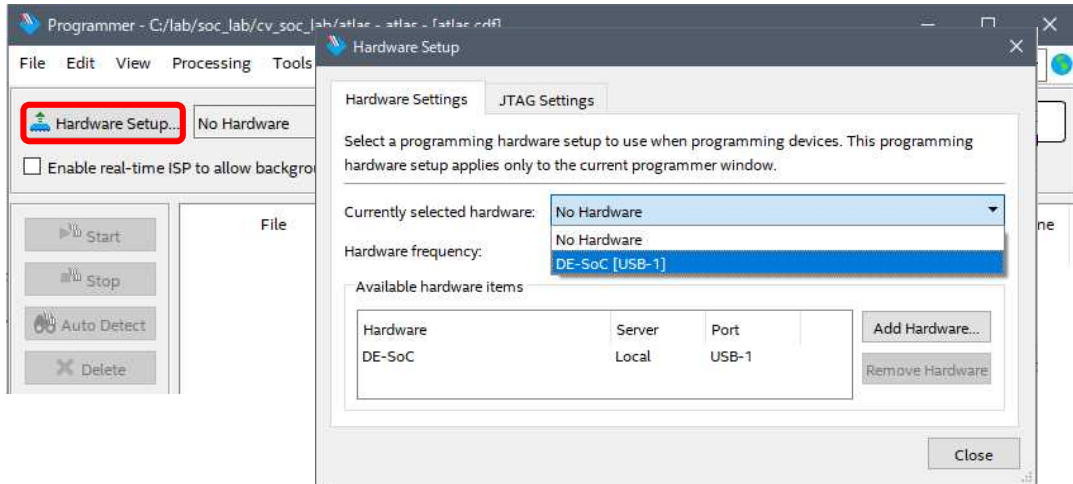 Programmer - C:/lab/soc_lab/cv_soc_lab/atlas - atlas - [atlas.cdf]
File Edit View Processing Tools
Hardware Setup... No Hardware
Enable real-time ISP to allow backgrou
File
Start
Stop
Auto Detect
Delete
Hardware Setup
Hardware Settings JTAG Settings
Select a programming hardware setup to use when programming devices. This programming
hardware setup applies only to the current programmer window.
Currently selected hardware: No Hardware
No Hardware
Hardware frequency:
DE-SoC [USB-1]
Available hardware items
Hardware Server Port
DE-SoC Local USB-1
Add Hardware...
Remove Hardware
Close